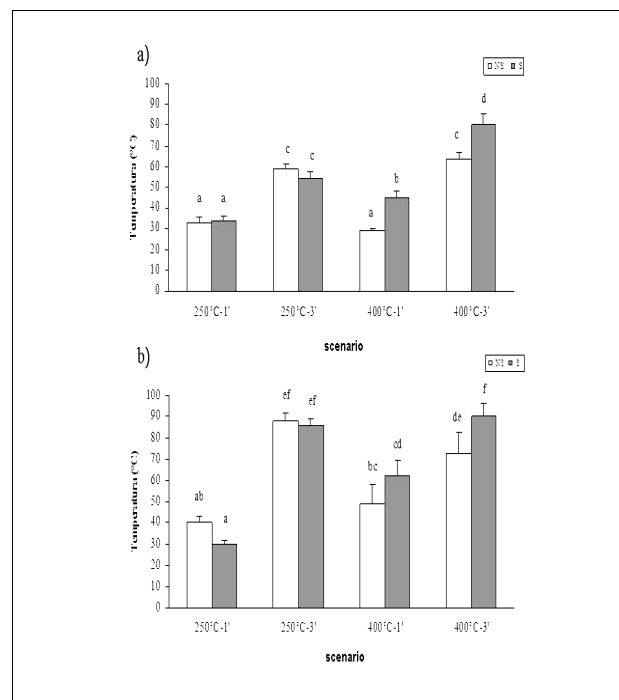 a)
NS S
Temperatura (°C)
100
90
80
70
60
50
40
30
20
10
0
a a c c a b c d
250°C-1' 250°C-3' 400°C-1' 400°C-3'
scenario
b)
NS S
Temperatura (°C)
100
90
80
70
60
50
40
30
20
10
0
ab a ef ef bc cd de f
250°C-1' 250°C-3' 400°C-1' 400°C-3'
scenario